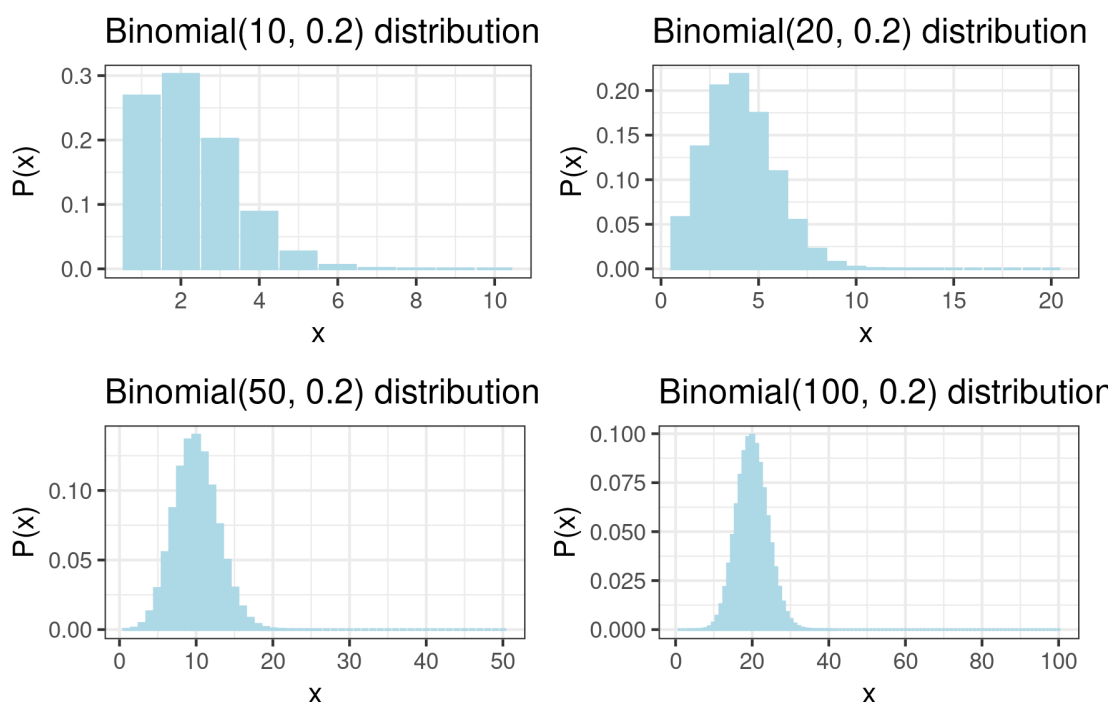 Binomial(10, 0.2) distribution
0.3
0.2
0.1
0.0
P(x)
2 4 6 8 10
x
Binomial(20, 0.2) distribution
0.20
0.15
0.10
0.05
0.00
P(x)
0 5 10 15 20
x
Binomial(50, 0.2) distribution
0.10
0.05
0.00
P(x)
0 10 20 30 40 50
x
Binomial(100, 0.2) distribution
0.100
0.075
0.050
0.025
0.000
P(x)
0 20 40 60 80 100
x